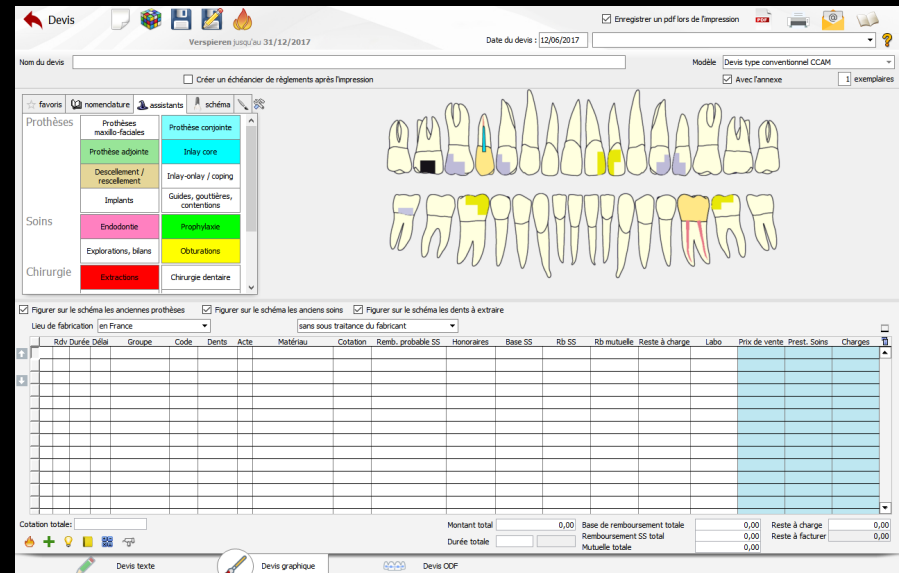 Devis
Enregistrer un pdf lors de l'impression
PDF
Verspieren jusqu'au 31/12/2017
Date du devis : 12/06/2017
Nom du devis
Modèle Devis type conventionnel CCAM
Créer un échéancier de règlements après l'impression
Avec l'annexe
1 exemplaires
favoris nomenclature assistants schéma
Prothèses
Prothèses maxillo-faciales
Prothèse conjointe
Prothèse adjointe
Inlay core
Descellement / rescellement
Inlay-onlay / coping
Implants
Guides, gouttières, contentions
Soins
Endodontie
Prophylaxie
Explorations, bilans
Obturations
Chirurgie
Extractions
Chirurgie dentaire
Figurer sur le schéma les anciennes prothèses
Figurer sur le schéma les anciens soins
Figurer sur le schéma les dents à extraire
Lieu de fabrication en France
sans sous traitance du fabricant
Rdv Durée Délai Groupe Code Dents Acte Matériau Cotation Remb. probable SS Honoraires Base SS Rb SS Rb mutuelle Reste à charge Labo Prix de vente Prest. Soins Charges
Cotation totale:
Montant total 0,00
Base de remboursement totale 0,00
Reste à charge 0,00
Durée totale
Remboursement SS total 0,00
Reste à facturer 0,00
Mutuelle totale 0,00
Devis texte
Devis graphique
Devis ODF